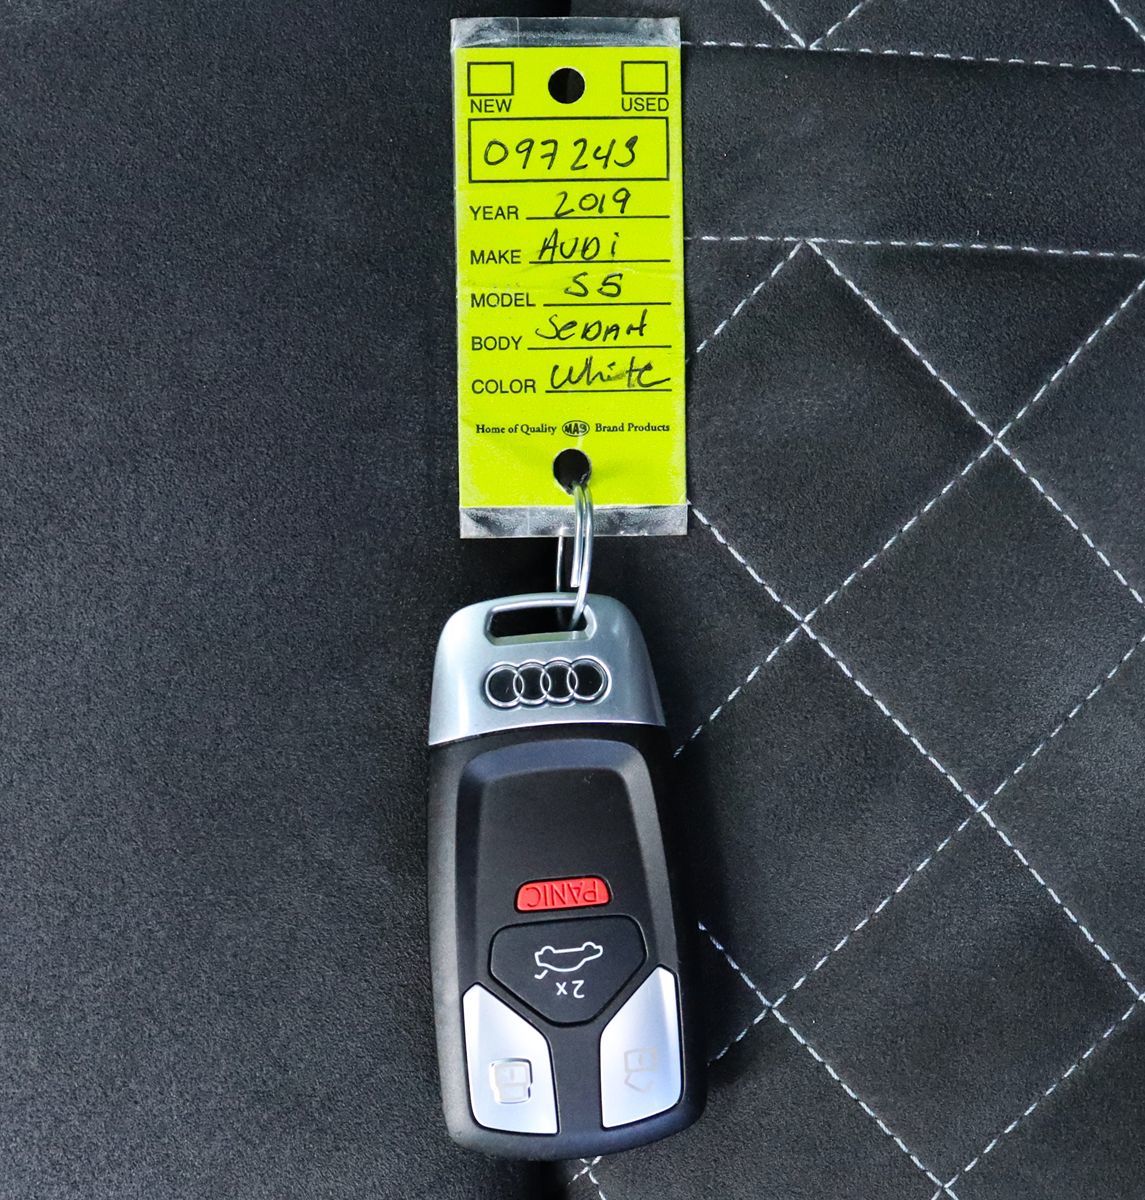 NEW USED
097243
YEAR 2019
MAKE AUDi
MODEL S5
BODY SeDAN
COLOR White
Home of Quality MAS Brand Products
PANIC
2x